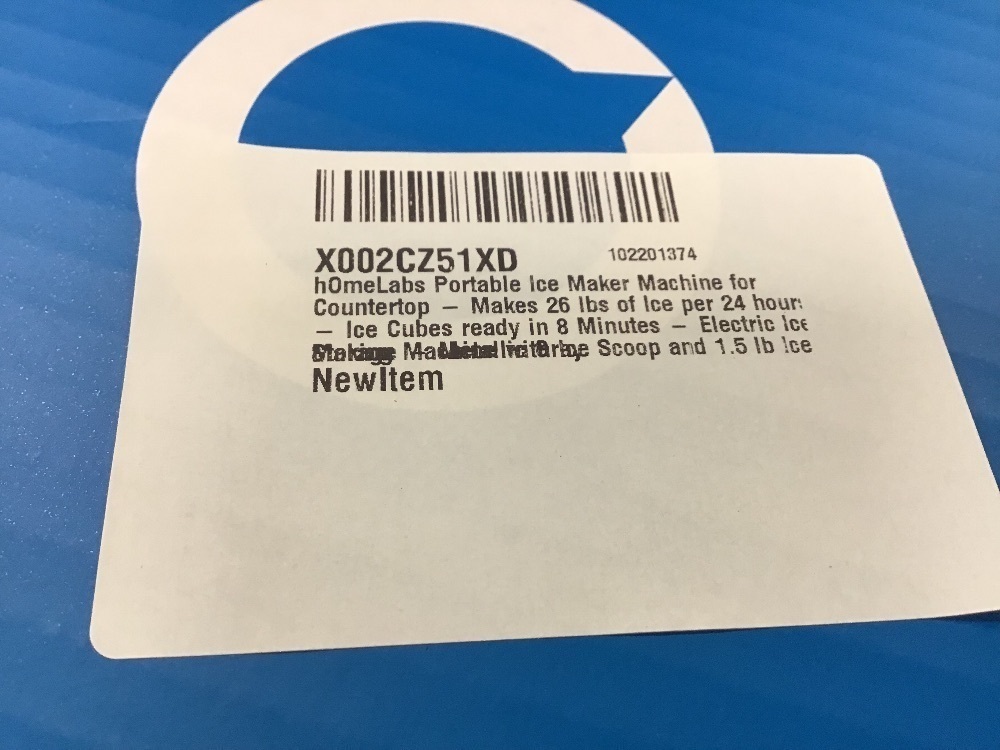 X002CZ51XD 102201374
hOmeLabs Portable Ice Maker Machine for
Countertop – Makes 26 lbs of Ice per 24 hour
– Ice Cubes ready in 8 Minutes – Electric Ice
Scoop and 1.5 lb Ice
NewItem